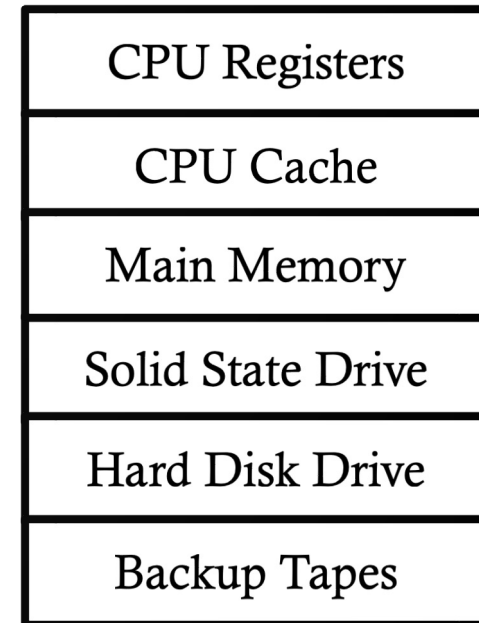 CPU Registers
CPU Cache
Main Memory
Solid State Drive
Hard Disk Drive
Backup Tapes